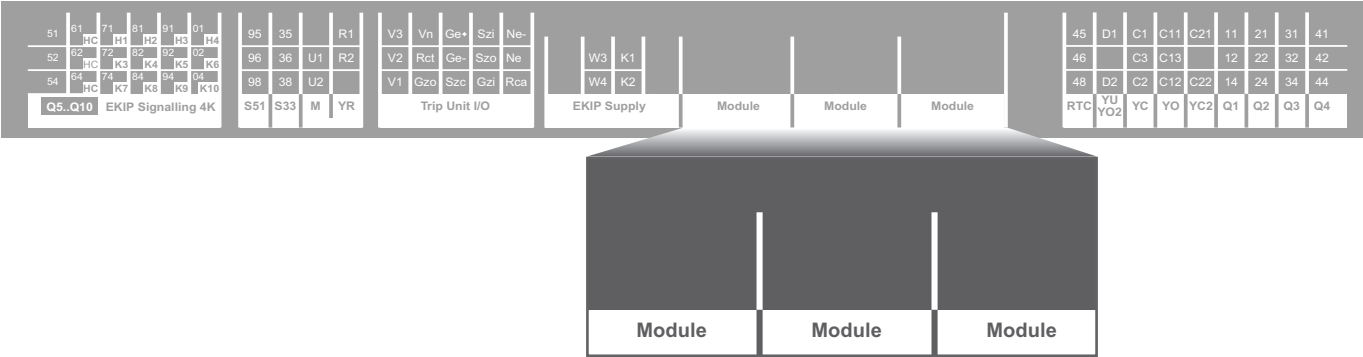 51 61 HC 71 H1 81 H2 91 H3 01 H4
52 62 HC 72 K3 82 K4 92 K5 02 K6
54 64 HC 74 K7 84 K8 94 K9 04 K10
Q5..Q10 EKIP Signalling 4K
95 35 R1
96 36 U1 R2
98 38 U2
S51 S33 M YR
V3 Vn Ge+ Szi Ne-
V2 Rct Ge- Szo Ne
V1 Gzo Szc Gzi Rca
Trip Unit I/O
W3 K1
W4 K2
EKIP Supply
Module Module Module
45 D1 C1 C11 C21 11 21 31 41
46 C3 C13 12 22 32 42
48 D2 C2 C12 C22 14 24 34 44
RTC YU YO2 YC YO YC2 Q1 Q2 Q3 Q4
Module Module Module